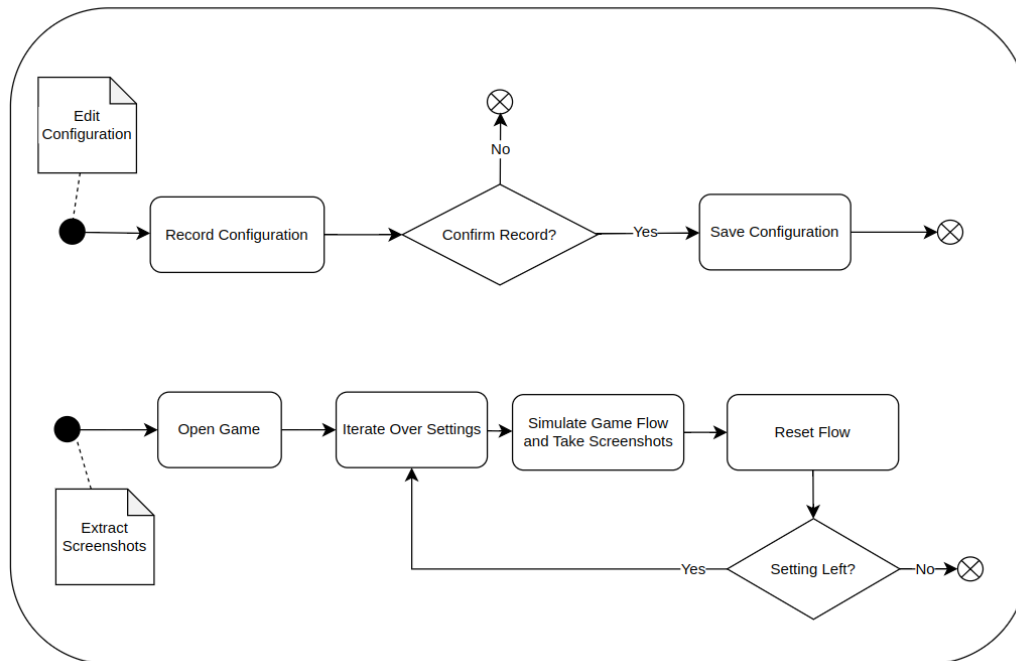 Edit
Configuration
No
Record Configuration
Confirm Record?
Yes
Save Configuration
Open Game
Iterate Over Settings
Simulate Game Flow
and Take Screenshots
Reset Flow
Extract
Screenshots
Yes
Setting Left?
No